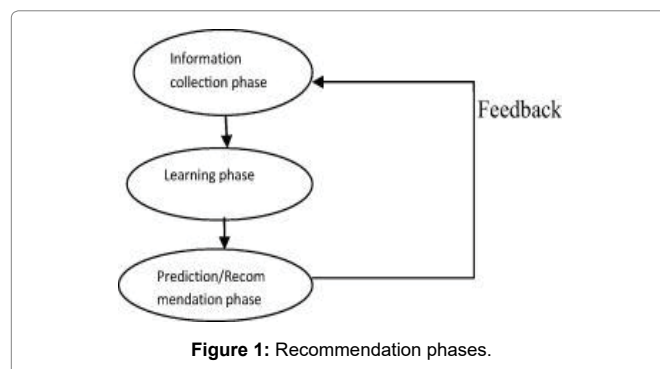 Information
collection phase
Feedback
Learning phase
Prediction/Recom
mendation phase
Figure 1: Recommendation phases.